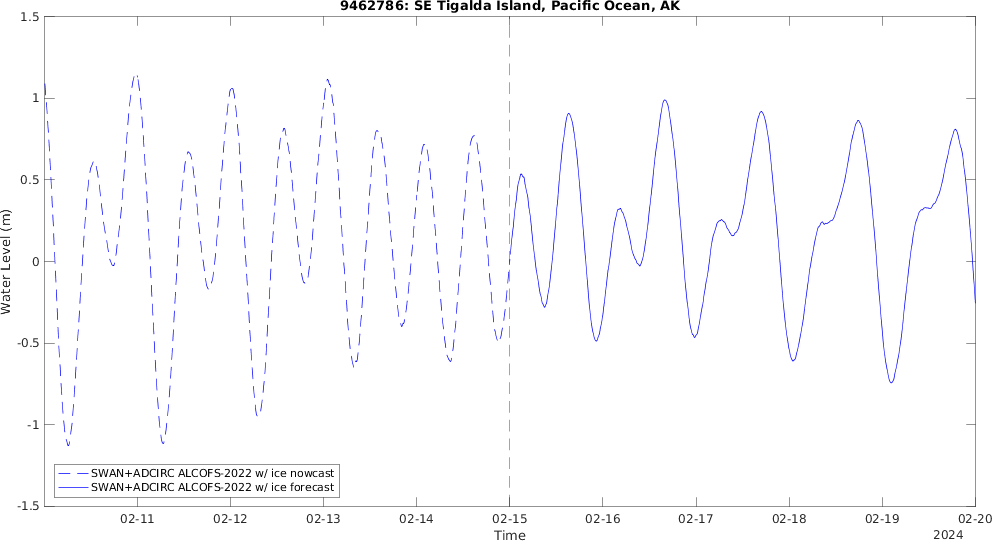 9462786: SE Tigalda Island, Pacific Ocean, AK
1.5
1
0.5
0
-0.5
-1
-1.5
Water Level (m)
SWAN+ADCIRC ALCOFS-2022 w/ ice nowcast
SWAN+ADCIRC ALCOFS-2022 w/ ice forecast
02-11 02-12 02-13 02-14 02-15 02-16 02-17 02-18 02-19 02-20
Time
2024